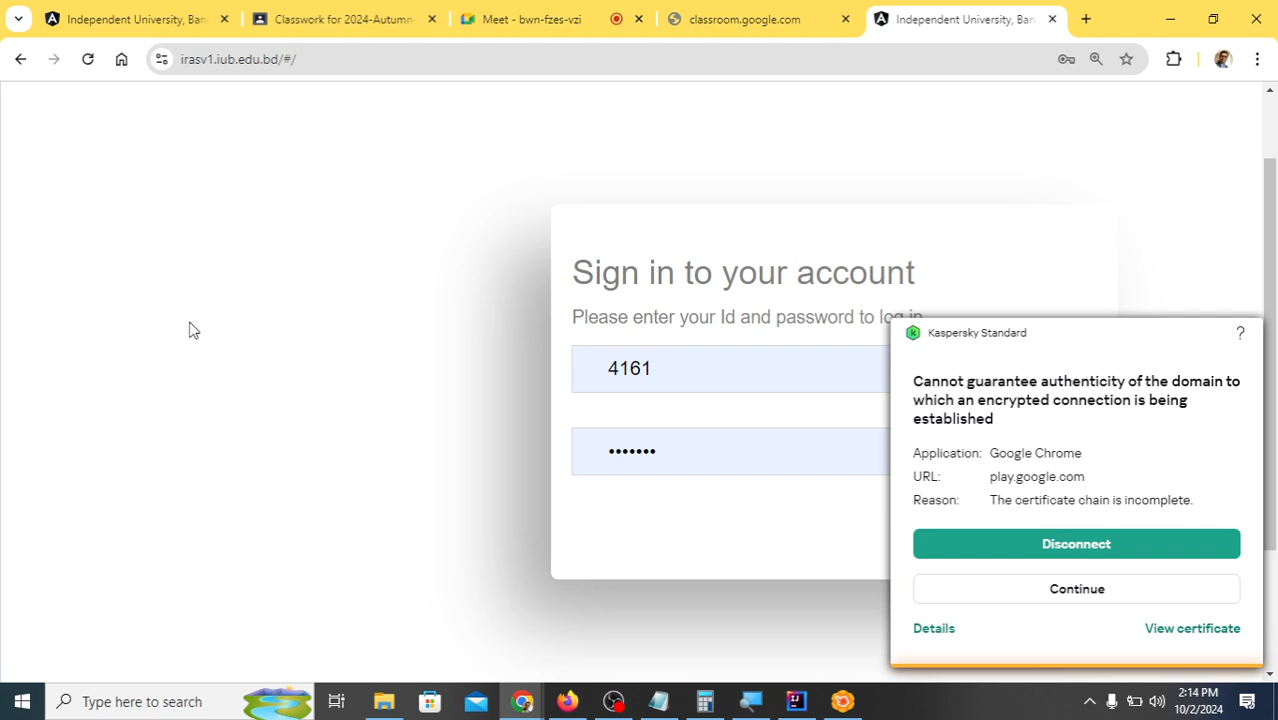 Independent University, Ban
Classwork for 2024-Autumn-
Meet - bwn-fzes-vzi
classroom.google.com
Independent University, Ban
irasv1.iub.edu.bd/#/
Sign in to your account
Please enter your Id and password to log in
4161
•••••••
Kaspersky Standard
?
Cannot guarantee authenticity of the domain to
which an encrypted connection is being
established
Application: Google Chrome
URL: play.google.com
Reason: The certificate chain is incomplete.
Disconnect
Continue
Details View certificate
Type here to search
2:14 PM
10/2/2024